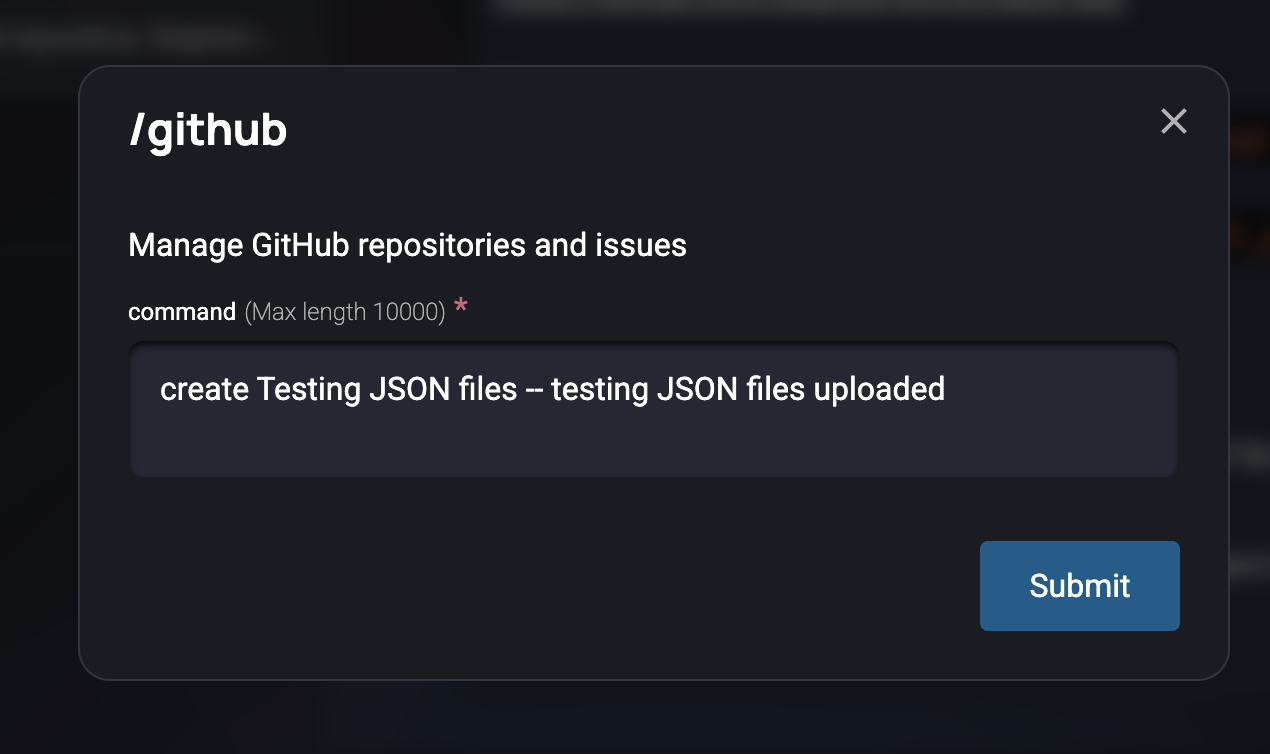 /github
Manage GitHub repositories and issues
command (Max length 10000) *
create Testing JSON files -- testing JSON files uploaded
Submit